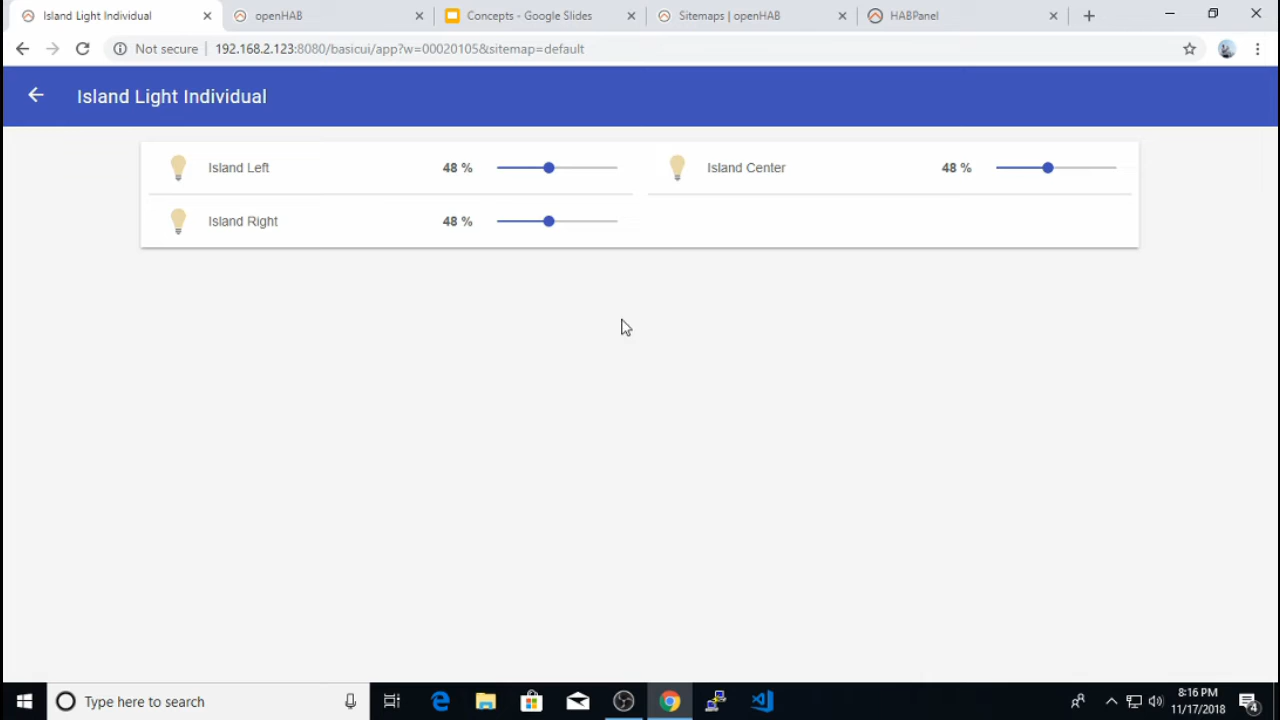 Island Light Individual
openHAB
Concepts - Google Slides
Sitemaps | openHAB
HABPanel
Not secure
192.168.2.123:8080/basicui/app?w=00020105&sitemap=default
Island Light Individual
Island Left 48 %
Island Center 48 %
Island Right 48 %
Type here to search
8:16 PM
11/17/2018
4